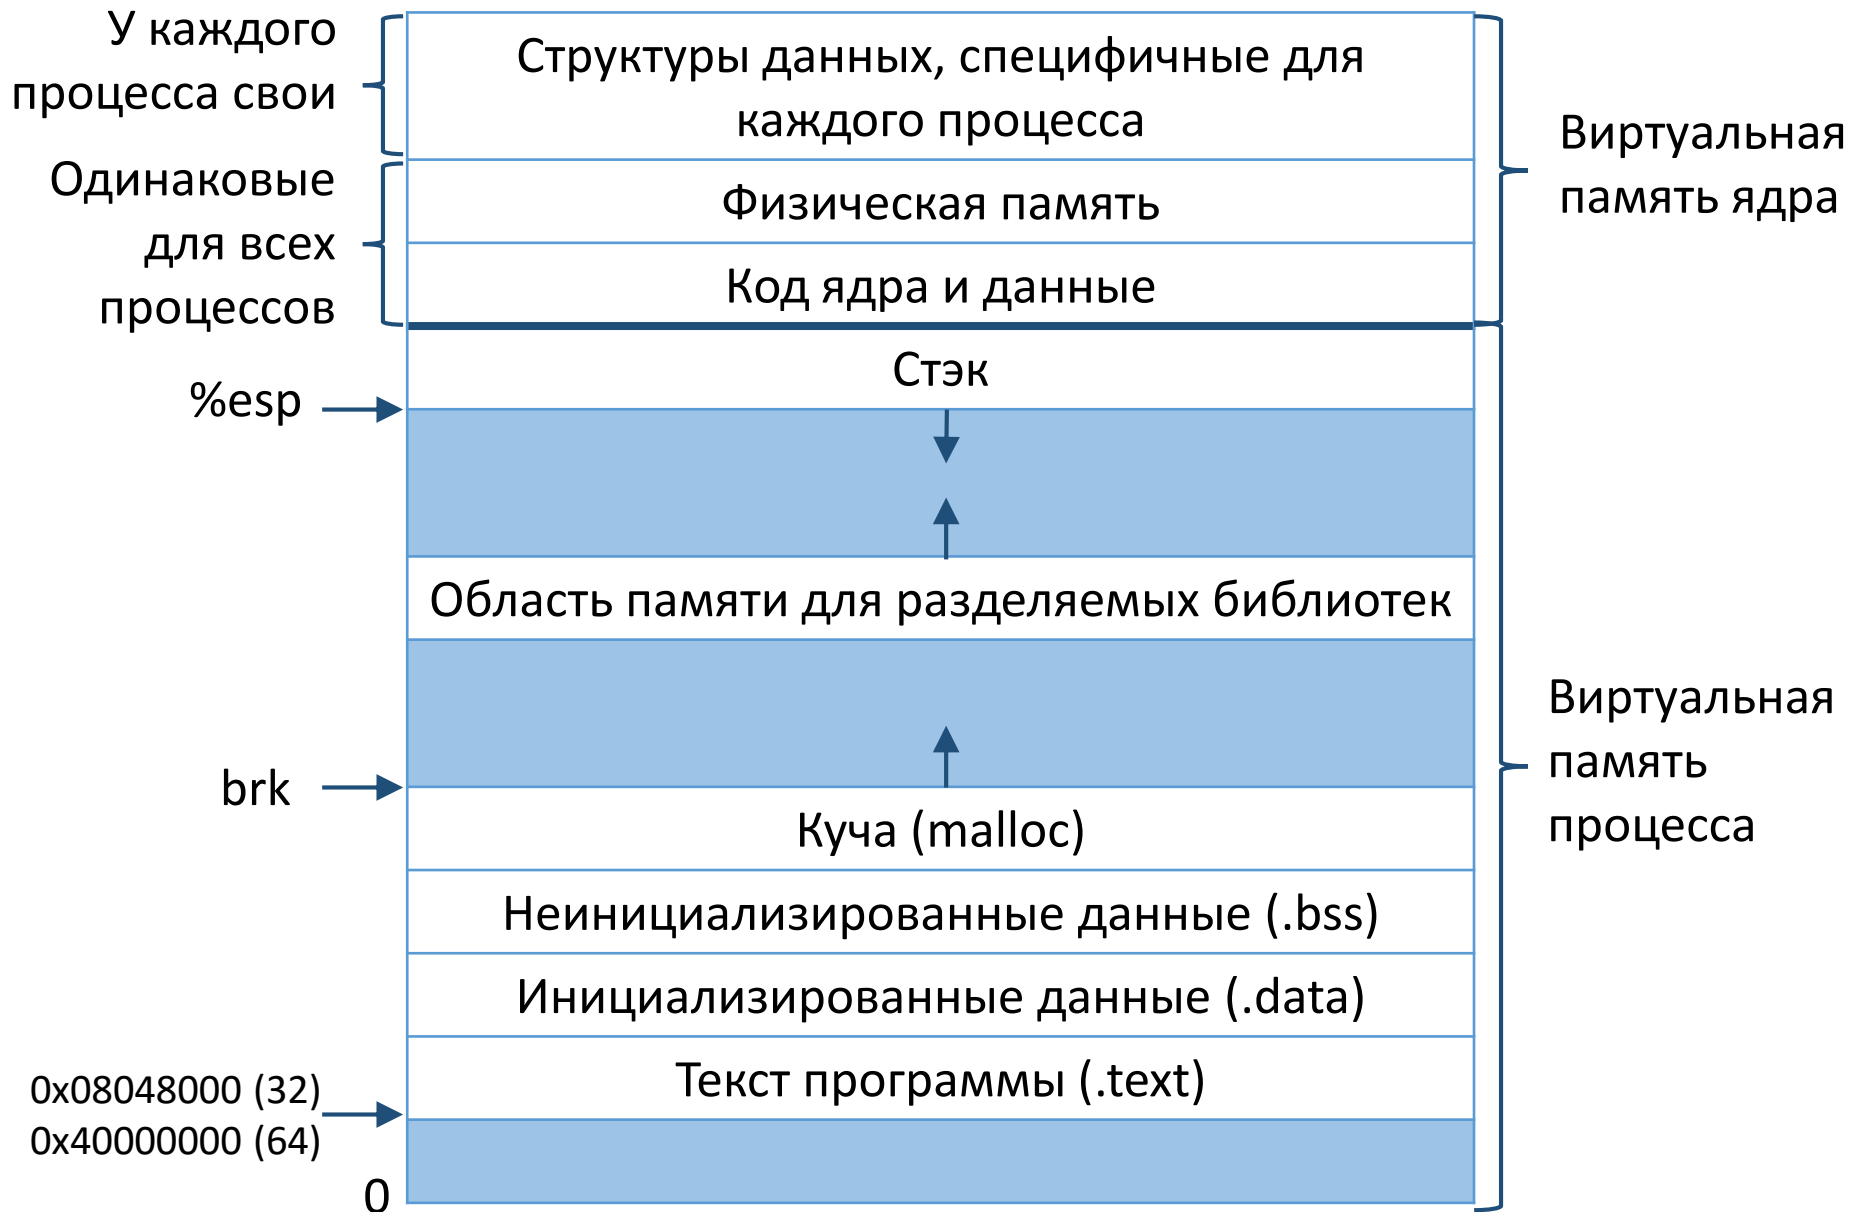 У каждого
процесса свои
Структуры данных, специфичные для
каждого процесса
Виртуальная
память ядра
Одинаковые
для всех
процессов
Физическая память
Код ядра и данные
Стэк
%esp
Область памяти для разделяемых библиотек
Виртуальная
память
процесса
brk
Куча (malloc)
Неинициализированные данные (.bss)
Инициализированные данные (.data)
Текст программы (.text)
0x08048000 (32)
0x40000000 (64)
0